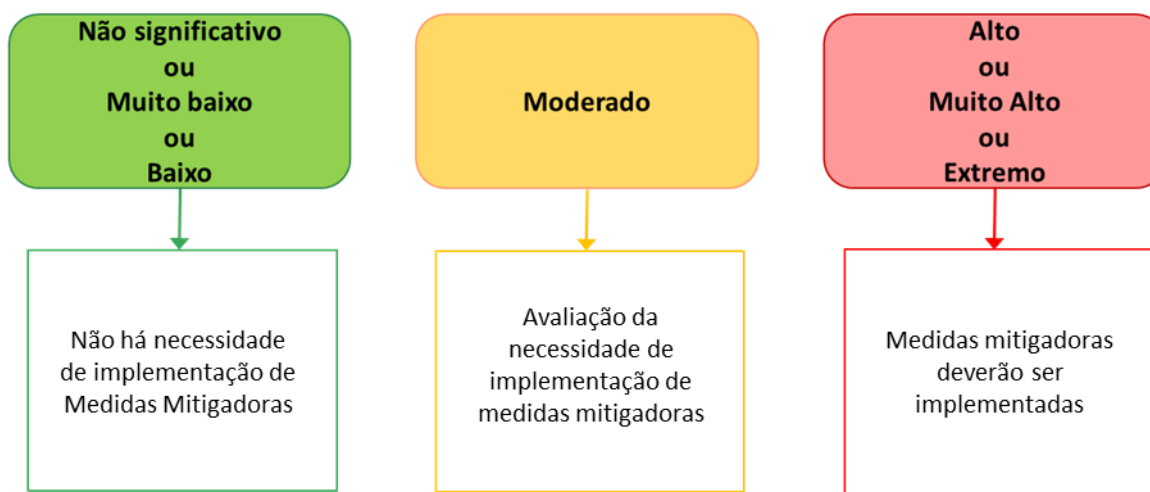 Não significativo
ou
Muito baixo
ou
Baixo
Não há necessidade
de implementação de
Medidas Mitigadoras
Moderado
Avaliação da
necessidade de
implementação de
medidas mitigadoras
Alto
ou
Muito Alto
ou
Extremo
Medidas mitigadoras
deverão ser
implementadas